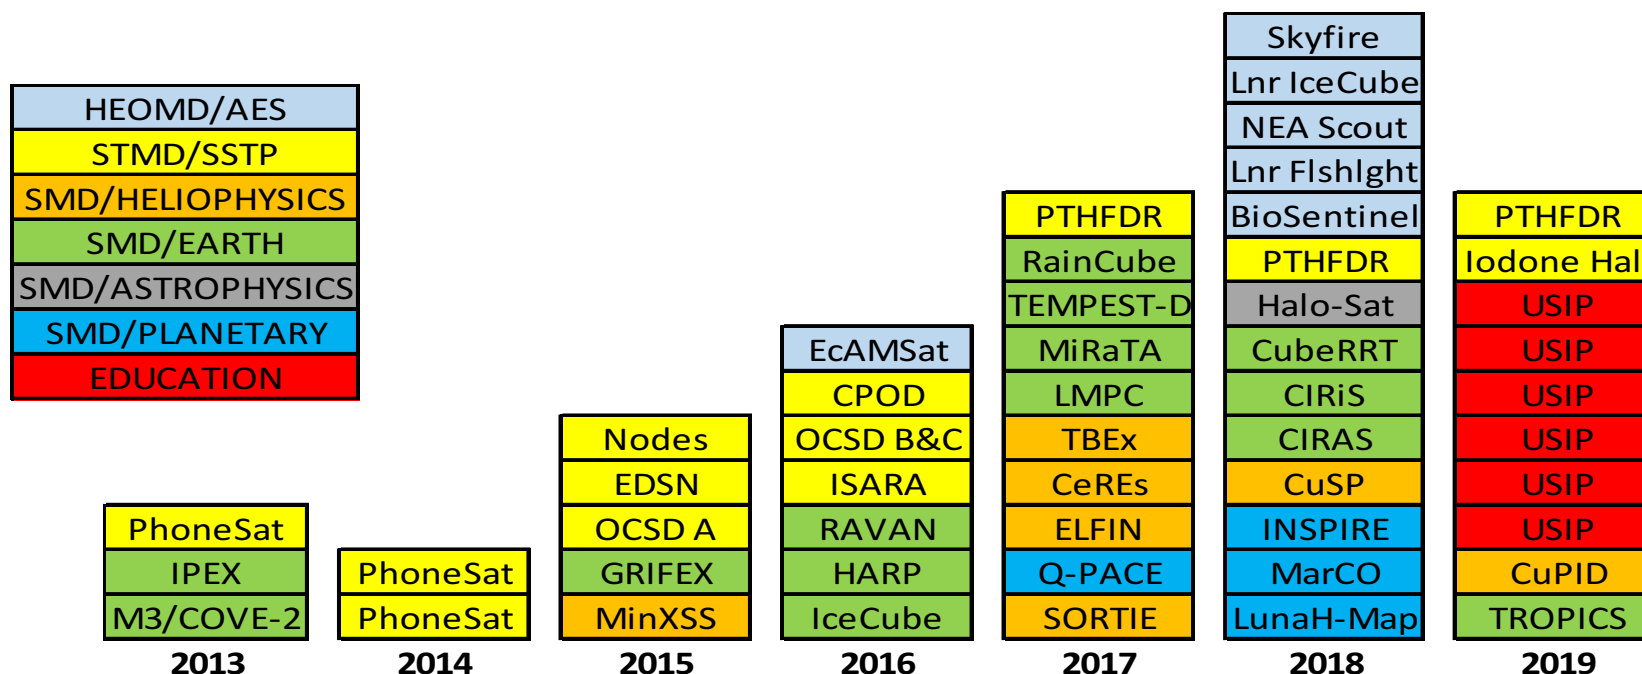 HEOMD/AES
STMD/SSTP
SMD/HELIOPHYSICS
SMD/EARTH
SMD/ASTROPHYSICS
SMD/PLANETARY
EDUCATION
PhoneSat
IPEX
M3/COVE-2
2013
PhoneSat
PhoneSat
2014
Nodes
EDSN
OCSD A
GRIFEX
MinXSS
2015
EcAMSat
CPOD
OCSD B&C
ISARA
RAVAN
HARP
IceCube
2016
PTHFDR
RainCube
TEMPEST-D
MiRaTA
LMPC
TBEx
CeREs
ELFIN
Q-PACE
SORTIE
2017
Skyfire
Lnr IceCube
NEA Scout
Lnr Flshlght
BioSentinel
PTHFDR
Halo-Sat
CubeRRT
CIRiS
CIRAS
CuSP
INSPIRE
MarCO
LunaH-Map
2018
PTHFDR
Iodone Hal
USIP
USIP
USIP
USIP
USIP
USIP
CuPID
TROPICS
2019